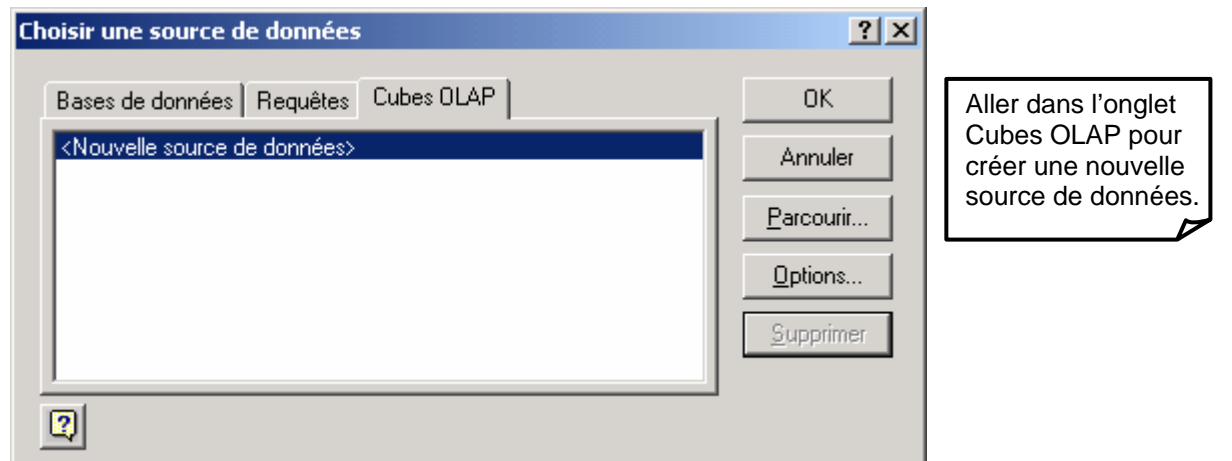 Choisir une source de données
Bases de données Requêtes Cubes OLAP
<Nouvelle source de données>
OK
Annuler
Parcourir...
Options...
Supprimer
Aller dans l’onglet
Cubes OLAP pour
créer une nouvelle
source de données.